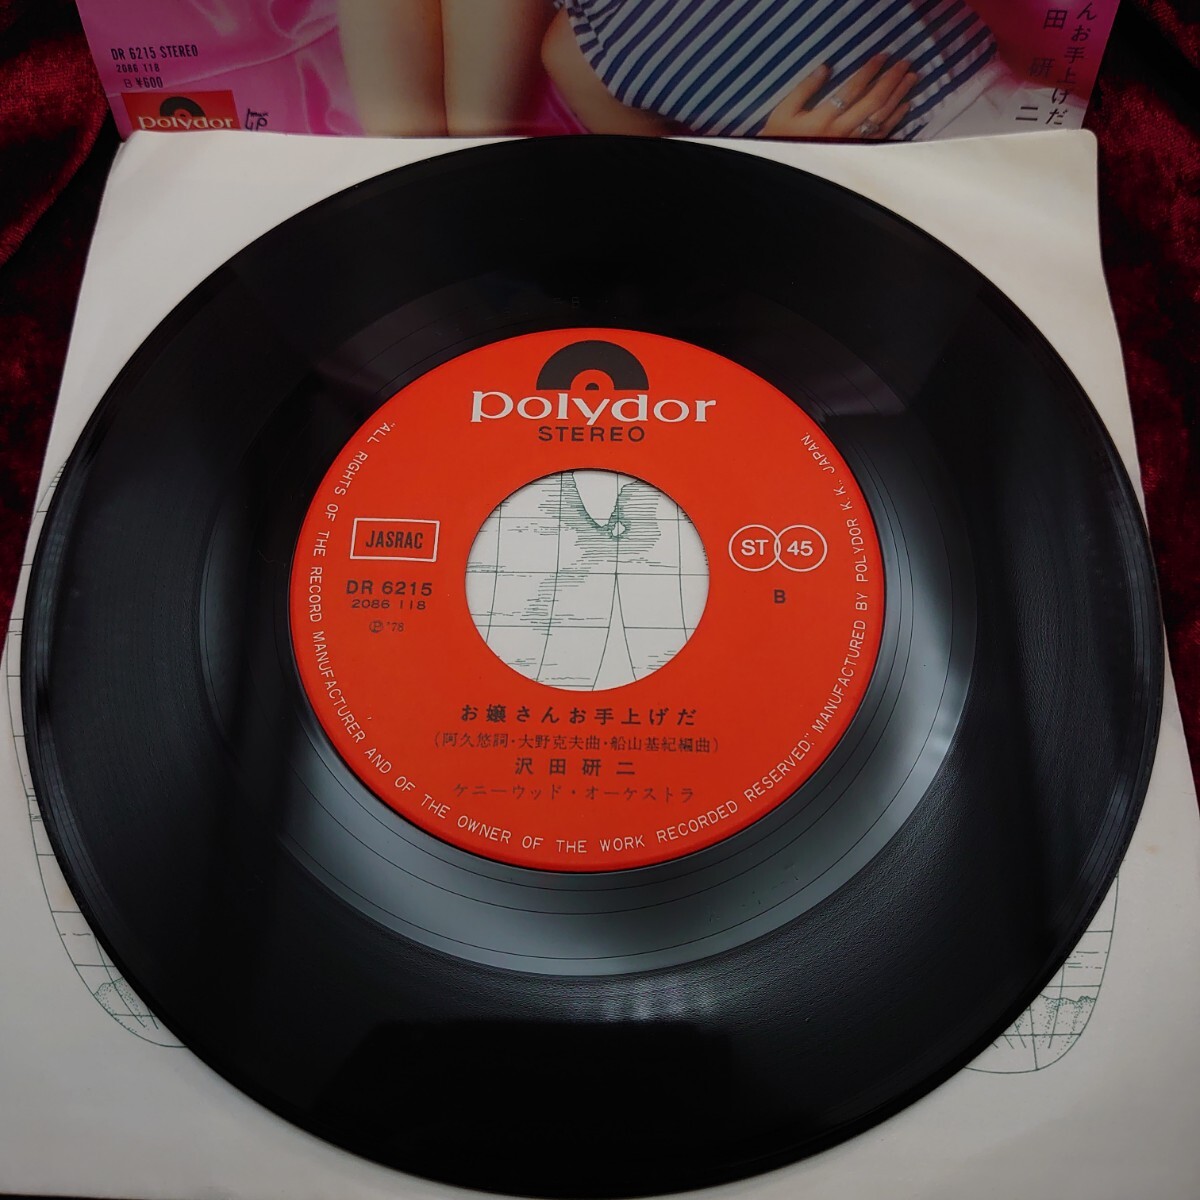 DR 6215 STEREO
2086 118
B ¥600
polydor
んお手上げだ
田研二
polydor
STEREO
JASRAC
DR 6215
2086 118
Ⓟ '78
ST 45
B
お嬢さんお手上げだ
(阿久悠詞・大野克夫曲・船山基紀編曲)
沢田研二
ケニーウッド・オーケストラ
"ALL RIGHTS OF THE RECORD MANUFACTURER AND OF THE OWNER OF THE WORK RECORDED RESERVED." MANUFACTURED BY POLYDOR K.K., JAPAN.